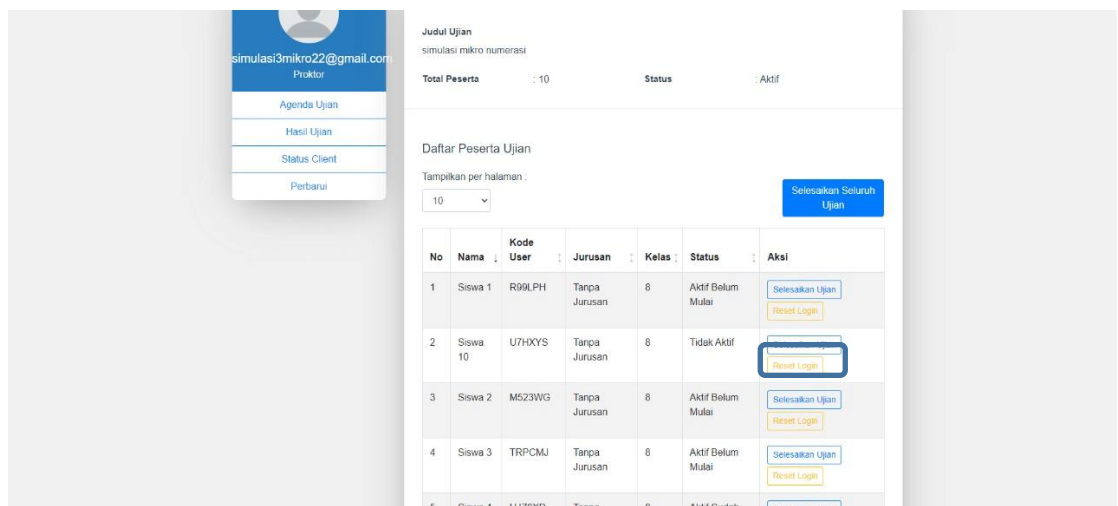 simulasi3mikro22@gmail.com
Proktor
Agenda Ujian
Hasil Ujian
Status Client
Perbarui
Judul Ujian
simulasi mikro numerasi
Total Peserta : 10 Status : Aktif
Daftar Peserta Ujian
Tampilkan per halaman :
10
Selesaikan Seluruh
Ujian
No Nama Kode User Jurusan Kelas Status Aksi
1 Siswa 1 R99LPH Tanpa Jurusan 8 Aktif Belum Mulai Selesaikan Ujian
Reset Login
2 Siswa 10 U7HXYS Tanpa Jurusan 8 Tidak Aktif Selesaikan Ujian
Reset Login
3 Siswa 2 M523WG Tanpa Jurusan 8 Aktif Belum Mulai Selesaikan Ujian
Reset Login
4 Siswa 3 TRPCMJ Tanpa Jurusan 8 Aktif Belum Mulai Selesaikan Ujian
Reset Login